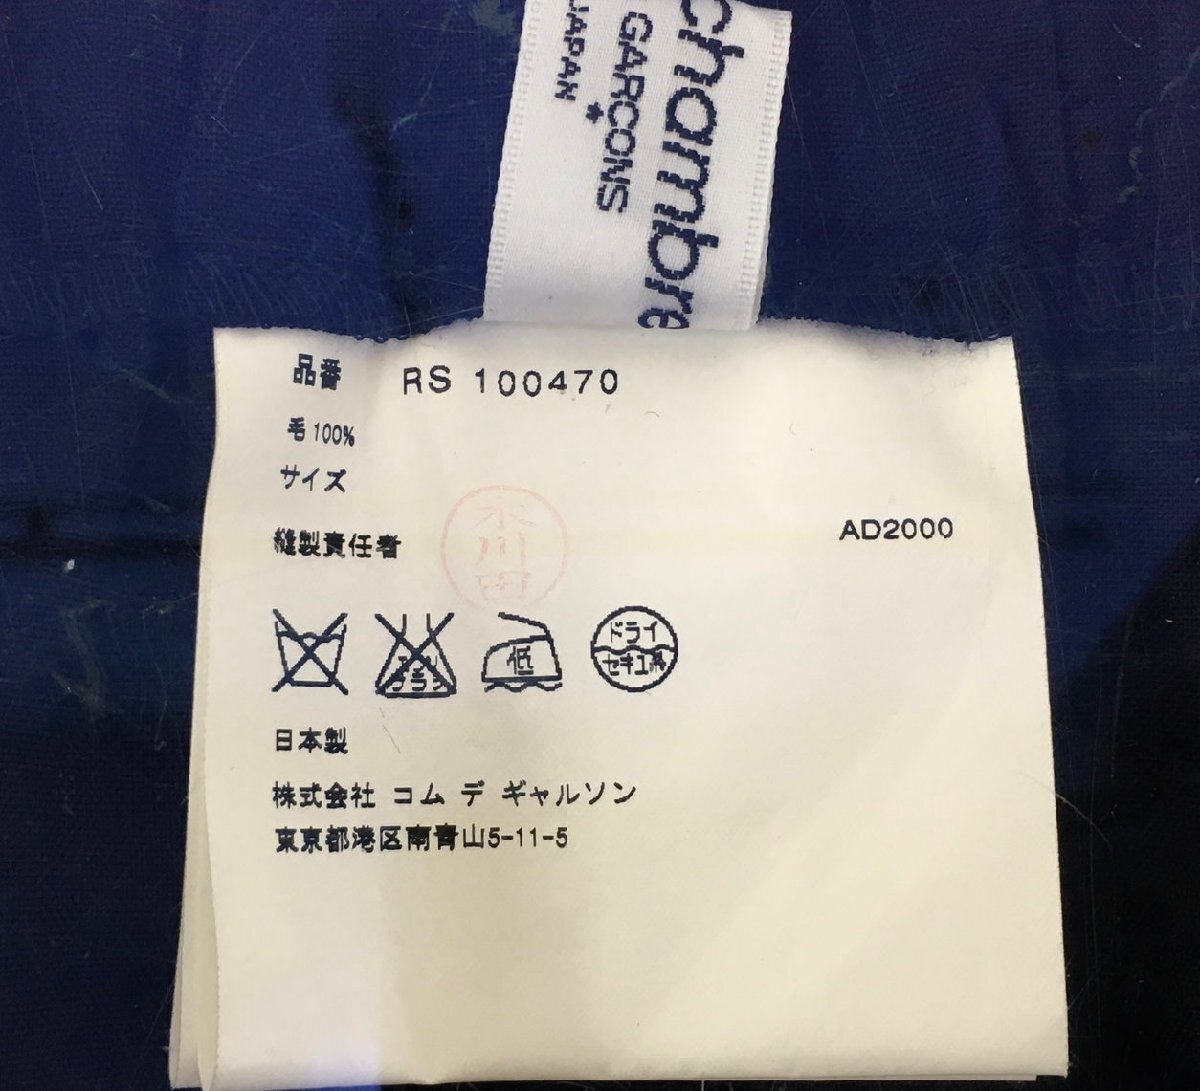 chambre
GARCONS
JAPAN
品番 RS 100470
毛 100%
サイズ
縫製責任者
AD2000
低
ドライ
セキユ系
日本製
株式会社 コム デ ギャルソン
東京都港区南青山5-11-5